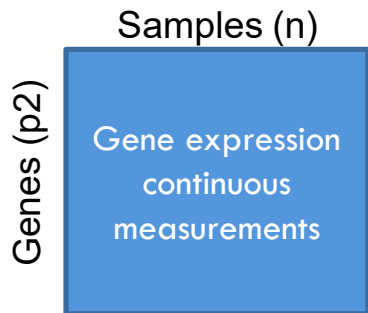 Samples (n)
Genes (p2)
Gene expression
continuous
measurements